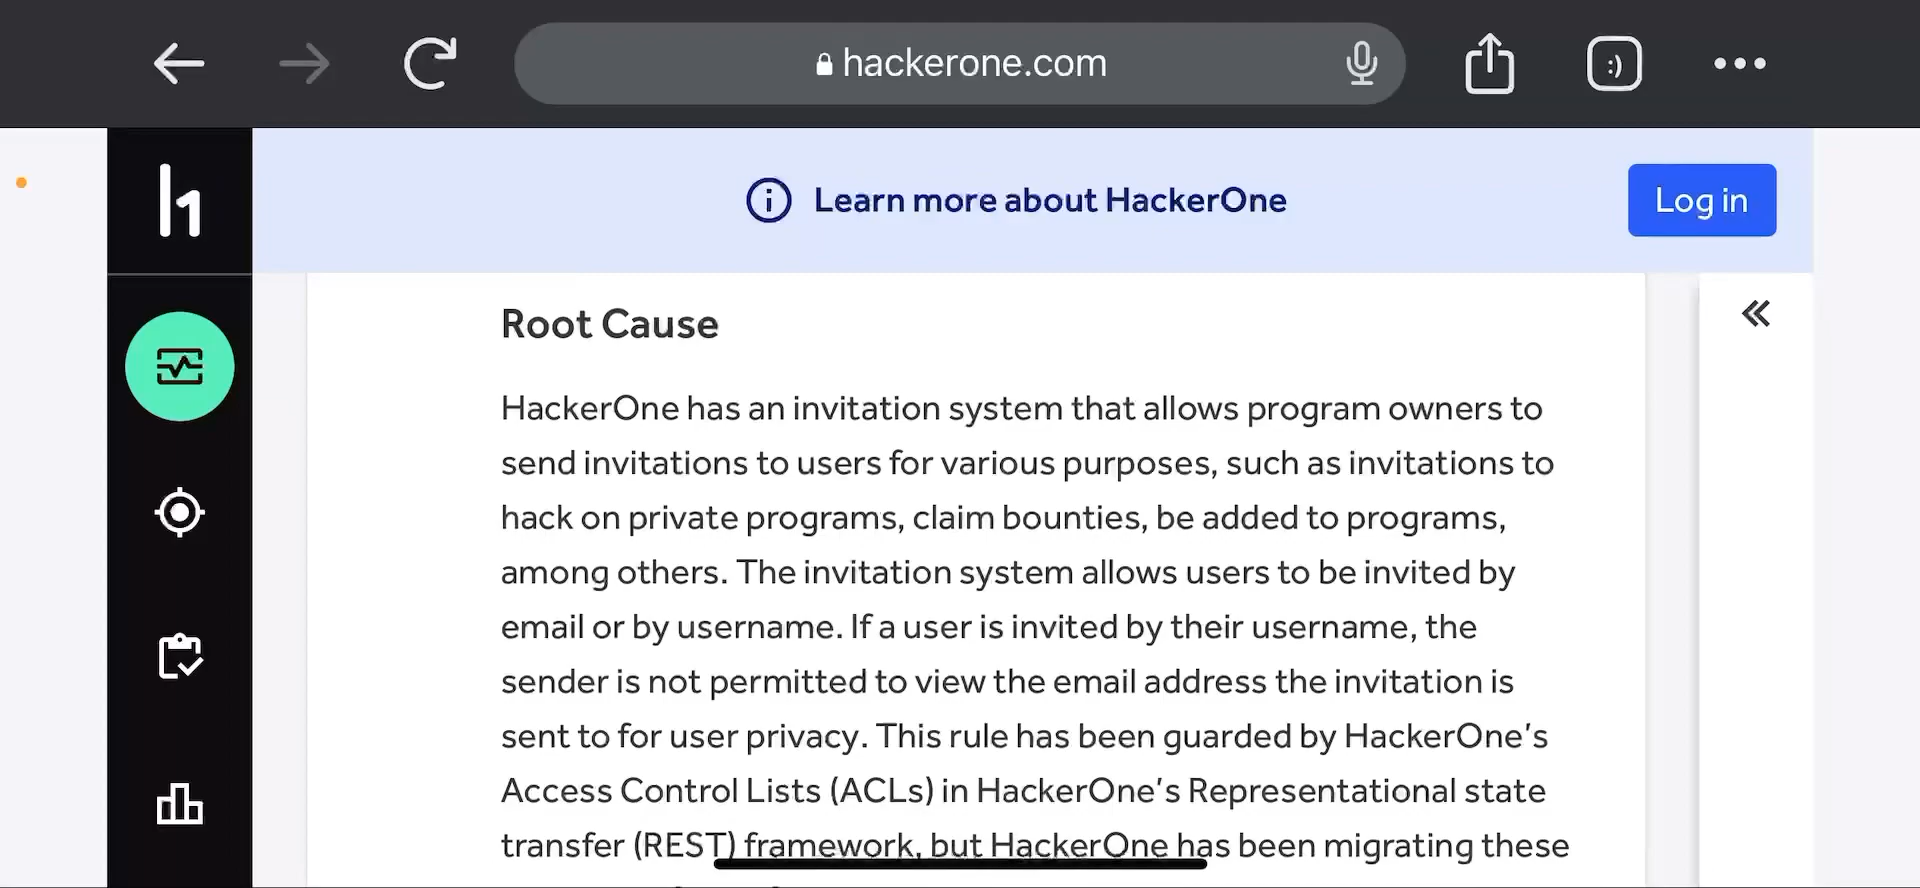 hackerone.com
:)
h1
Learn more about HackerOne
Log in
Root Cause
HackerOne has an invitation system that allows program owners to
send invitations to users for various purposes, such as invitations to
hack on private programs, claim bounties, be added to programs,
among others. The invitation system allows users to be invited by
email or by username. If a user is invited by their username, the
sender is not permitted to view the email address the invitation is
sent to for user privacy. This rule has been guarded by HackerOne’s
Access Control Lists (ACLs) in HackerOne’s Representational state
transfer (REST) framework, but HackerOne has been migrating these